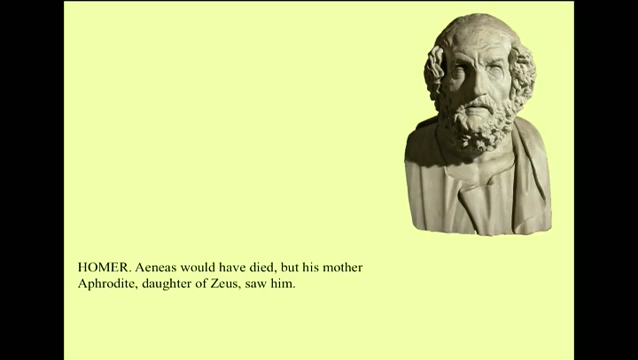 HOMER. Aeneas would have died, but his mother
Aphrodite, daughter of Zeus, saw him.